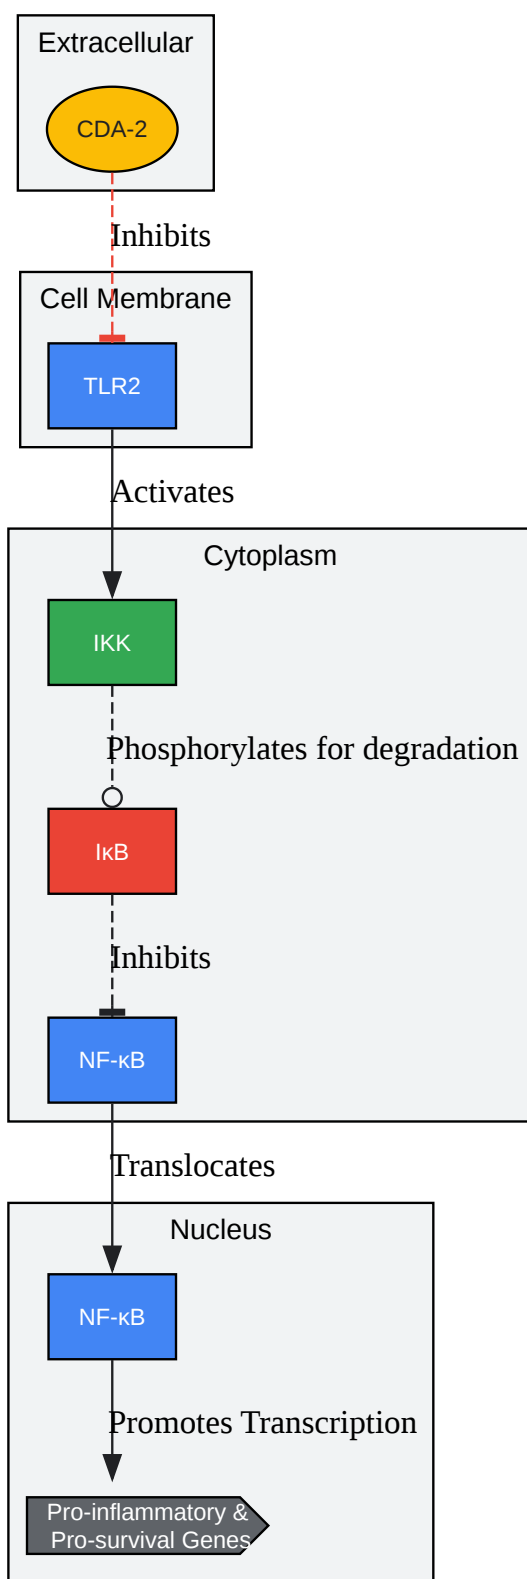 Extracellular
CDA-2
Inhibits
Cell Membrane
TLR2
Activates
Cytoplasm
IKK
Phosphorylates for degradation
IκB
Inhibits
NF-κB
Translocates
Nucleus
NF-κB
Promotes Transcription
Pro-inflammatory &
Pro-survival Genes